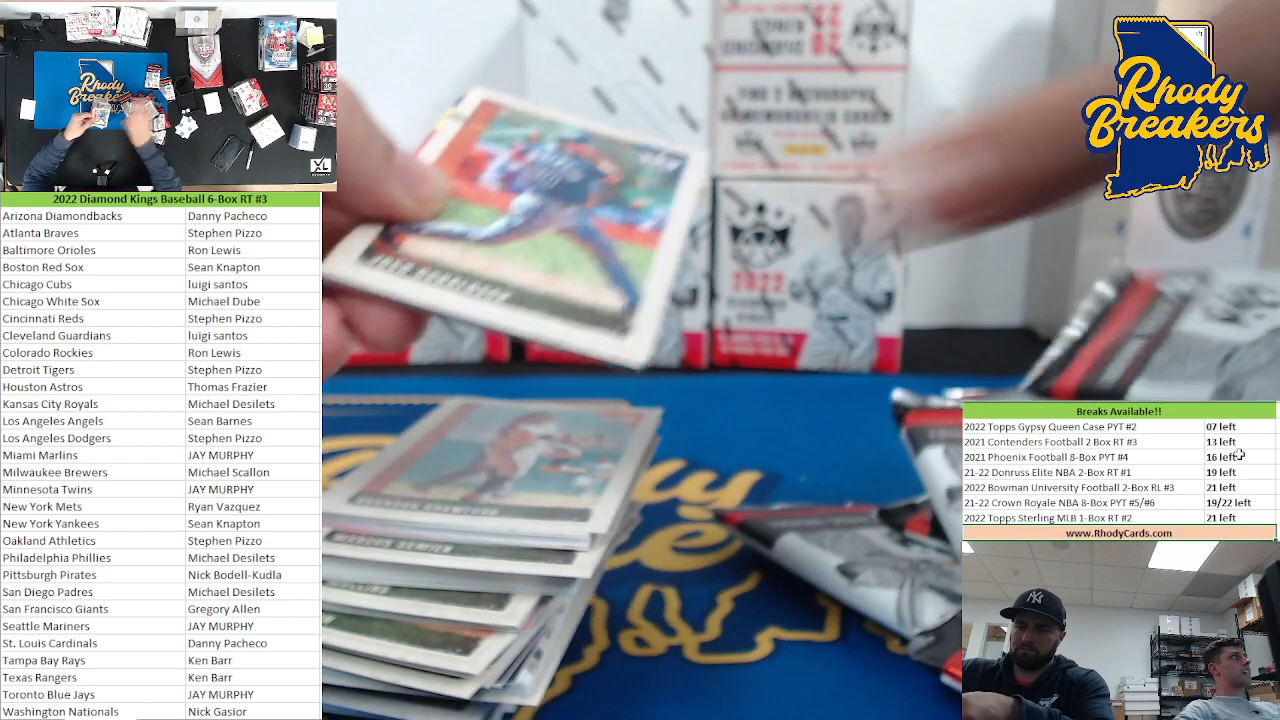 2022 Diamond Kings Baseball 6-Box RT #3
Arizona Diamondbacks Danny Pacheco
Atlanta Braves Stephen Pizzo
Baltimore Orioles Ron Lewis
Boston Red Sox Sean Knapton
Chicago Cubs luigi santos
Chicago White Sox Michael Dube
Cincinnati Reds Stephen Pizzo
Cleveland Guardians luigi santos
Colorado Rockies Ron Lewis
Detroit Tigers Stephen Pizzo
Houston Astros Thomas Frazier
Kansas City Royals Michael Desilets
Los Angeles Angels Sean Barnes
Los Angeles Dodgers Stephen Pizzo
Miami Marlins JAY MURPHY
Milwaukee Brewers Michael Scallon
Minnesota Twins JAY MURPHY
New York Mets Ryan Vazquez
New York Yankees Sean Knapton
Oakland Athletics Stephen Pizzo
Philadelphia Phillies Michael Desilets
Pittsburgh Pirates Nick Bodell-Kudla
San Diego Padres Michael Desilets
San Francisco Giants Gregory Allen
Seattle Mariners JAY MURPHY
St. Louis Cardinals Danny Pacheco
Tampa Bay Rays Ken Barr
Texas Rangers Ken Barr
Toronto Blue Jays JAY MURPHY
Washington Nationals Nick Gasior
Rhody
Breakers
XL
2022
MARCUS SEMIEN
Rhody
Breakers
Breaks Available!!
2022 Topps Gypsy Queen Case PYT #2 07 left
2021 Contenders Football 2 Box RT #3 13 left
2021 Phoenix Football 8-Box PYT #4 16 left
21-22 Donruss Elite NBA 2-Box RT #1 19 left
2022 Bowman University Football 2-Box RL #3 21 left
21-22 Crown Royale NBA 8-Box PYT #5/#6 19/22 left
2022 Topps Sterling MLB 1-Box RT #2 21 left
www.RhodyCards.com